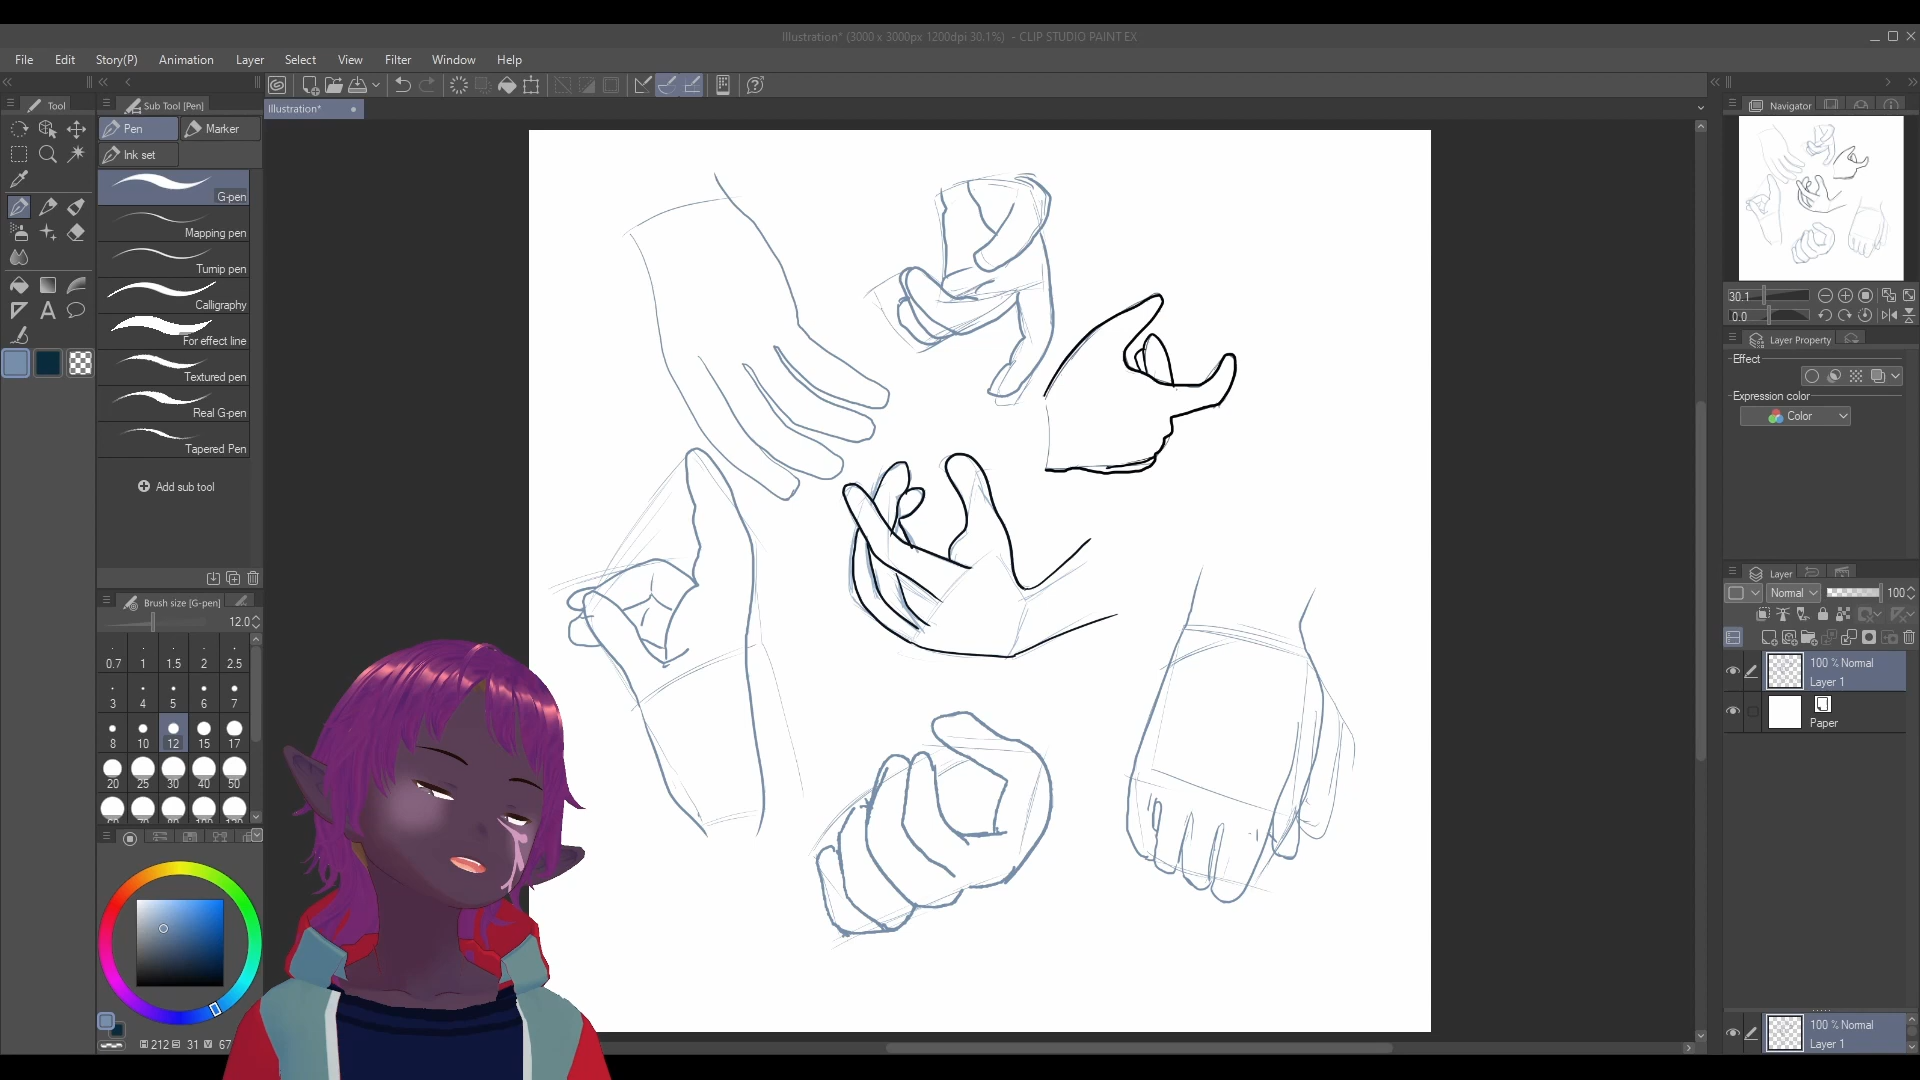 Illustration* (3000 x 3000px 1200dpi 30.1%) - CLIP STUDIO PAINT EX
File Edit Story(P) Animation Layer Select View Filter Window Help
Tool
Sub Tool [Pen]
Illustration*
Navigator
Pen
Marker
Ink set
G-pen
Mapping pen
Turnip pen
Calligraphy
For effect line
Textured pen
Real G-pen
Tapered Pen
Add sub tool
Brush size [G-pen]
12.0
0.7 1 1.5 2 2.5
3 4 5 6 7
8 10 12 15 17
20 25 30 40 50
212 31 67
30.1
0.0
Layer Property
Effect
Expression color
Color
Layer
Normal 100
100 % Normal
Layer 1
Paper
100 % Normal
Layer 1